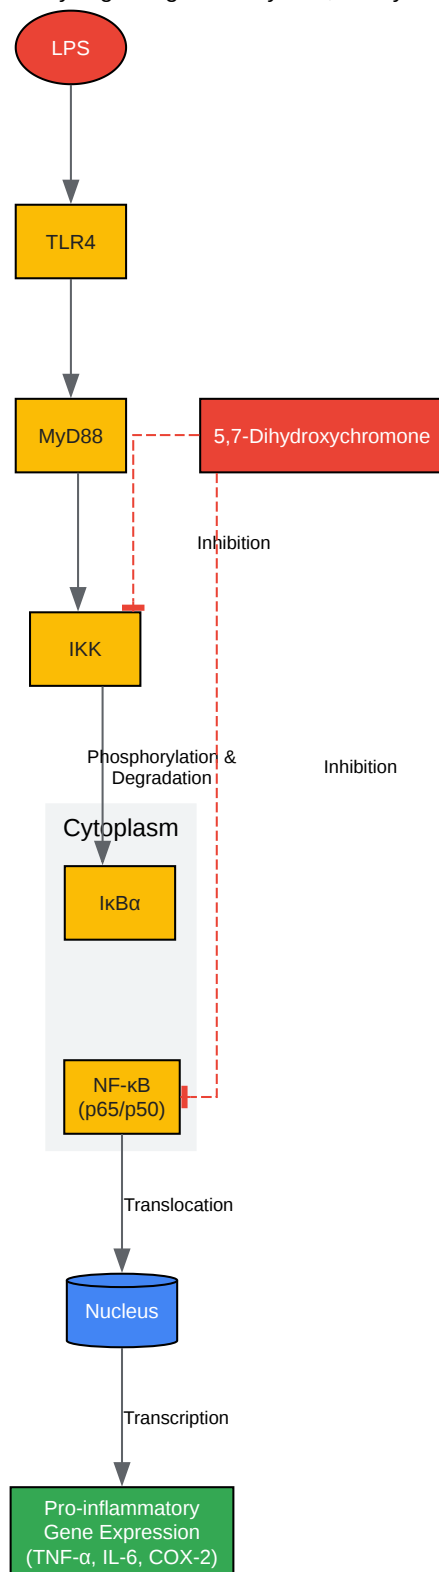 LPS
TLR4
MyD88
5,7-Dihydroxychromone
Inhibition
IKK
Phosphorylation &
Degradation
Inhibition
Cytoplasm
IκBα
NF-κB
(p65/p50)
Translocation
Nucleus
Transcription
Pro-inflammatory
Gene Expression
(TNF-α, IL-6, COX-2)